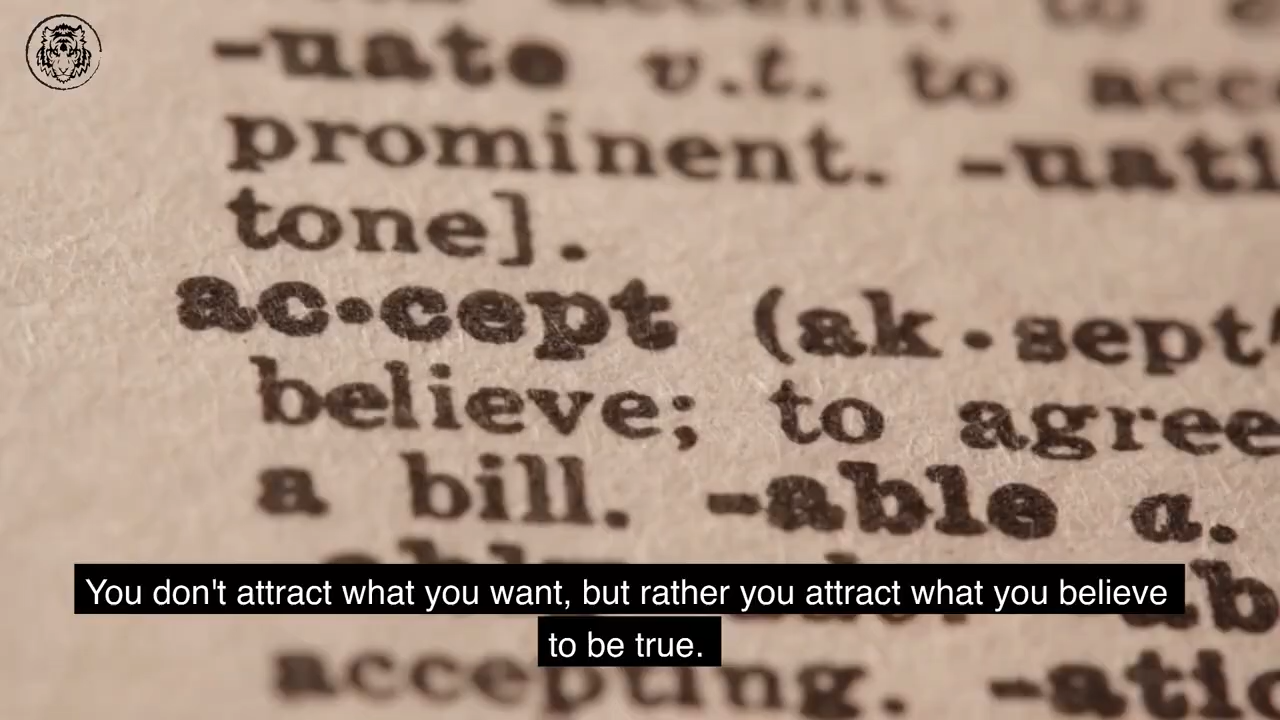 -uate v.t. to acc
prominent. -uati
tone].
ac•cept (ak•sept'
believe; to agree
a bill. -able a.
You don't attract what you want, but rather you attract what you believe
to be true.
accepting. -atio